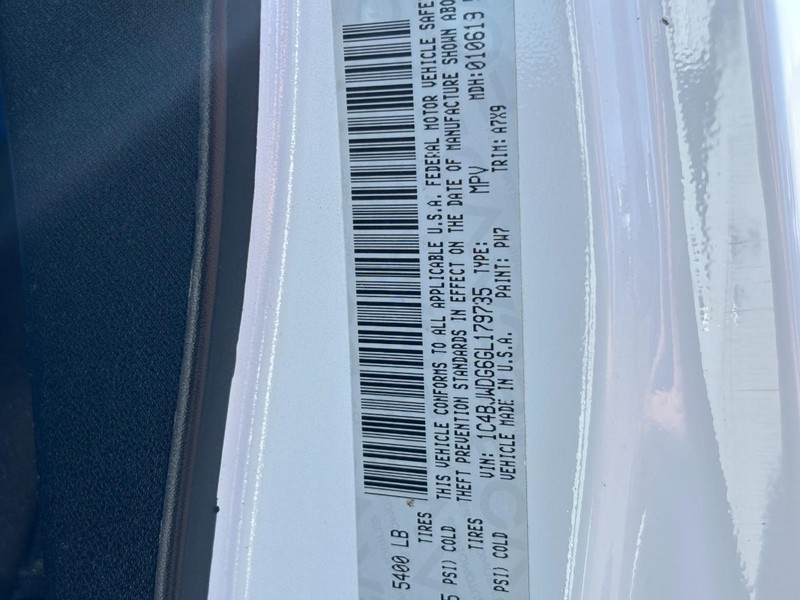 5400 LB
TIRES
THIS VEHICLE CONFORMS TO ALL APPLICABLE U.S.A. FEDERAL MOTOR VEHICLE SAFE
5 PSI) COLD
THEFT PREVENTION STANDARDS IN EFFECT ON THE DATE OF MANUFACTURE SHOWN ABO
TIRES
VIN: 1C4BJWDG6GL179735 TYPE: MPV MDH:010613
PSI) COLD
VEHICLE MADE IN U.S.A. PAINT: PW7 TRIM: A7X9